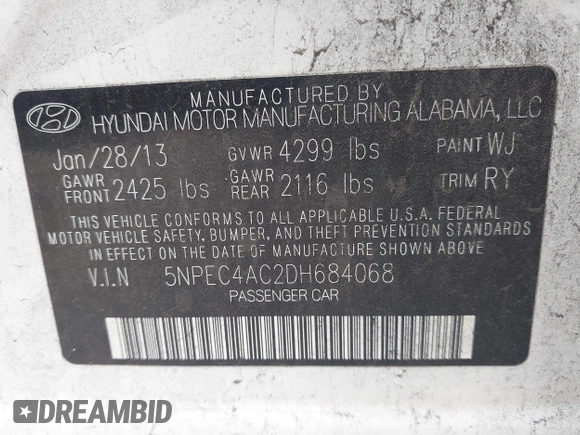 MANUFACTURED BY
HYUNDAI MOTOR MANUFACTURING ALABAMA, LLC
Jan/28/13 GVWR 4299 lbs PAINT WJ
GAWR FRONT 2425 lbs GAWR REAR 2116 lbs TRIM RY
THIS VEHICLE CONFORMS TO ALL APPLICABLE U.S.A. FEDERAL
MOTOR VEHICLE SAFETY, BUMPER, AND THEFT PREVENTION STANDARDS
IN EFFECT ON THE DATE OF MANUFACTURE SHOWN ABOVE
V.I.N 5NPEC4AC2DH684068
PASSENGER CAR
DREAMBID